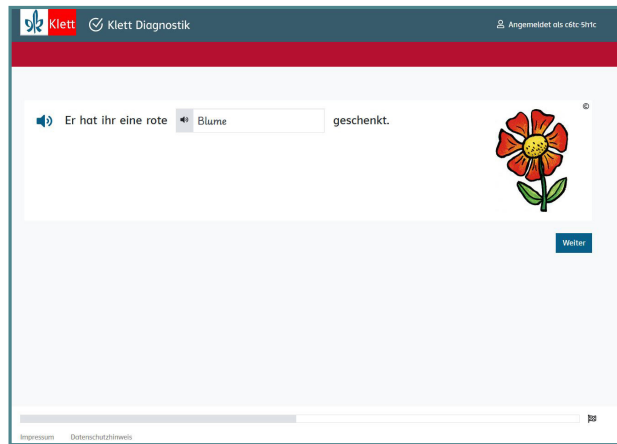 Klett Klett Diagnostik Angemeldet als c6tc-5h1c
©
Er hat ihr eine rote Blume geschenkt.
Weiter
Impressum Datenschutzhinweis